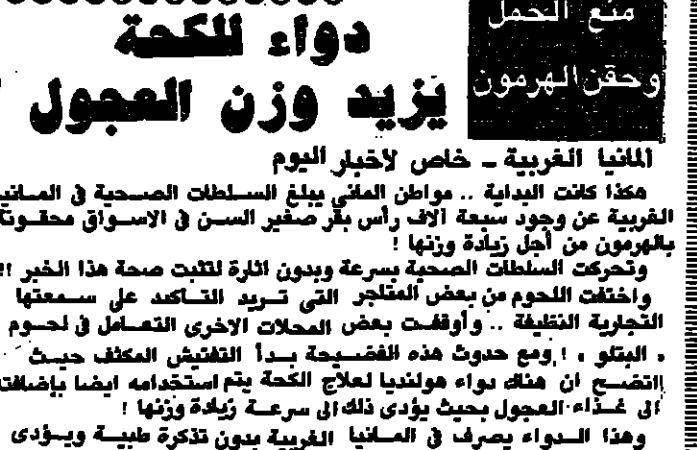 منع الحمل
وحقن الهرمون
دواء للكحة
يزيد وزن العجول
المانيا الغربية ـ خاص لاخبار اليوم
هكذا كانت البداية .. مواطن المانى يبلغ السلطات الصحية فى المانيا
الغربية عن وجود سبعة آلاف رأس بقر صغير السن فى الاسواق محقونة
بالهرمون من أجل زيادة وزنها !
وتحركت السلطات الصحية بسرعة وبدون اثارة لتثبت صحة هذا الخبر !!
واختفت اللحوم من بعض المتاجر التى تريد التأكد على سمعتها
التجارية النظيفة .. وأوقفت بعض المحلات الاخرى التعامل فى لحوم
« البتلو » ! ومع حدوث هذه الفضيحة بدأ التفتيش المكثف حيث
اتضح ان هناك دواء هولنديا لعلاج الكحة يتم استخدامه ايضا بإضافته
الى غذاء العجول بحيث يؤدى ذلك الى سرعة زيادة وزنها !
وهذا الدواء يصرف فى المانيا الغربية بدون تذكرة طبية ويؤدى